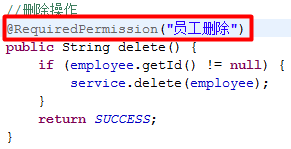 //删除操作
@RequiredPermission("员工删除")
public String delete() {
    if (employee.getId() != null) {
        service.delete(employee);
    }
    return SUCCESS;
}